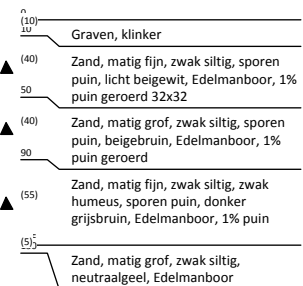 (10)
10
Graven, klinker
(40)
Zand, matig fijn, zwak siltig, sporen
puin, licht beigewit, Edelmanboor, 1%
50
puin geroerd 32x32
(40)
Zand, matig grof, zwak siltig, sporen
puin, beigebruin, Edelmanboor, 1%
90
puin geroerd
(55)
Zand, matig fijn, zwak siltig, zwak
humeus, sporen puin, donker
grijsbruin, Edelmanboor, 1% puin
(5)
Zand, matig grof, zwak siltig,
neutraalgeel, Edelmanboor